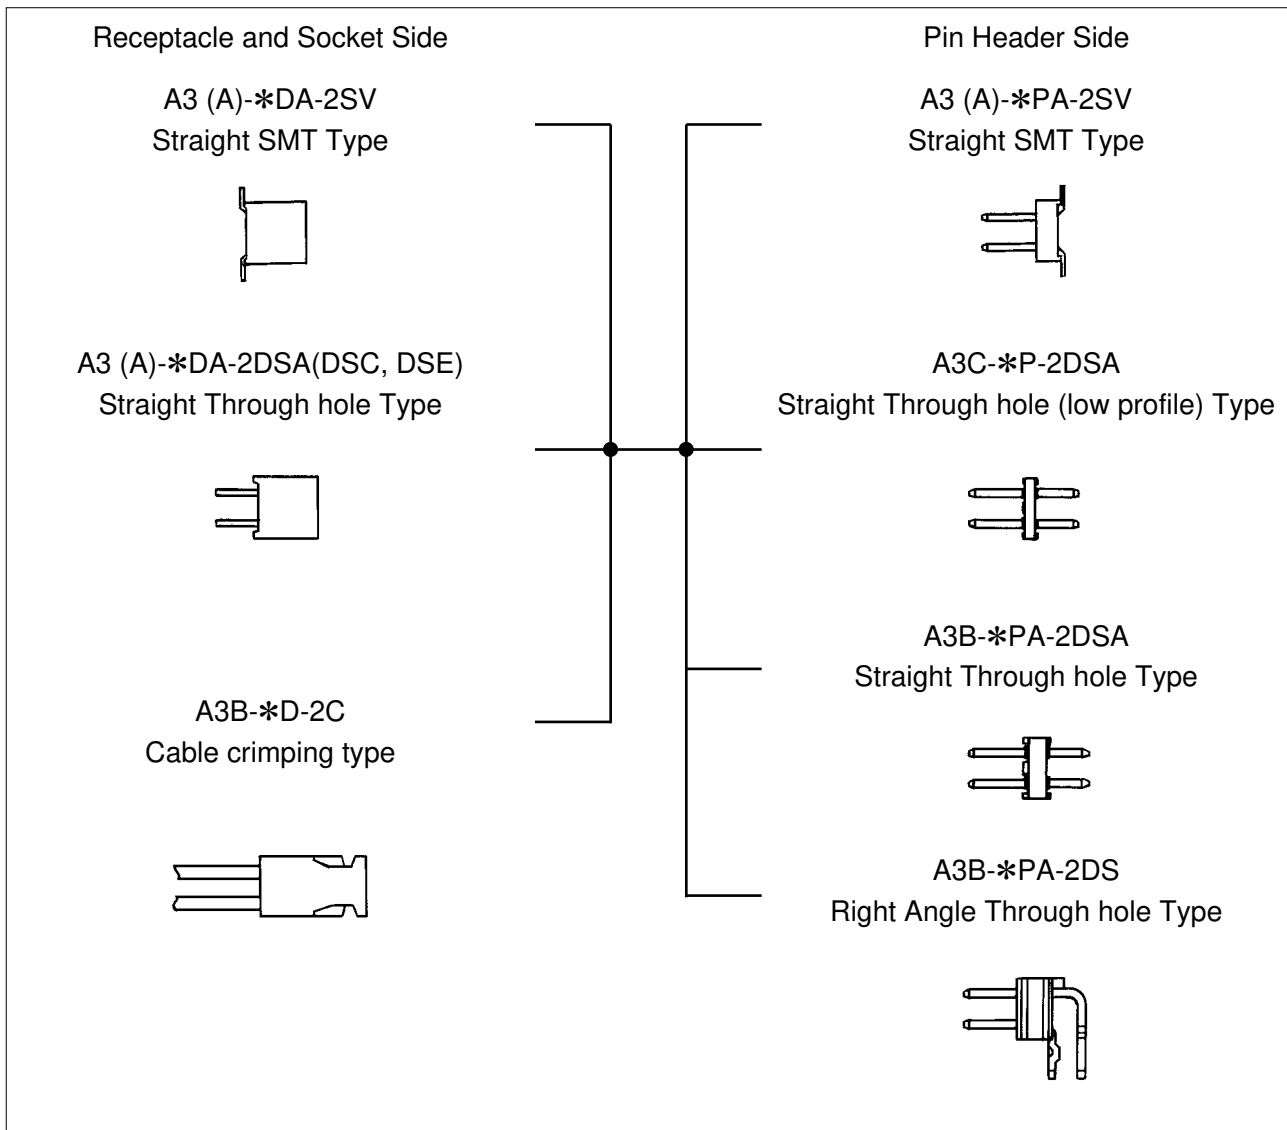 Receptacle and Socket Side
A3 (A)-*DA-2SV
Straight SMT Type
A3 (A)-*DA-2DSA(DSC, DSE)
Straight Through hole Type
A3B-*D-2C
Cable crimping type
Pin Header Side
A3 (A)-*PA-2SV
Straight SMT Type
A3C-*P-2DSA
Straight Through hole (low profile) Type
A3B-*PA-2DSA
Straight Through hole Type
A3B-*PA-2DS
Right Angle Through hole Type